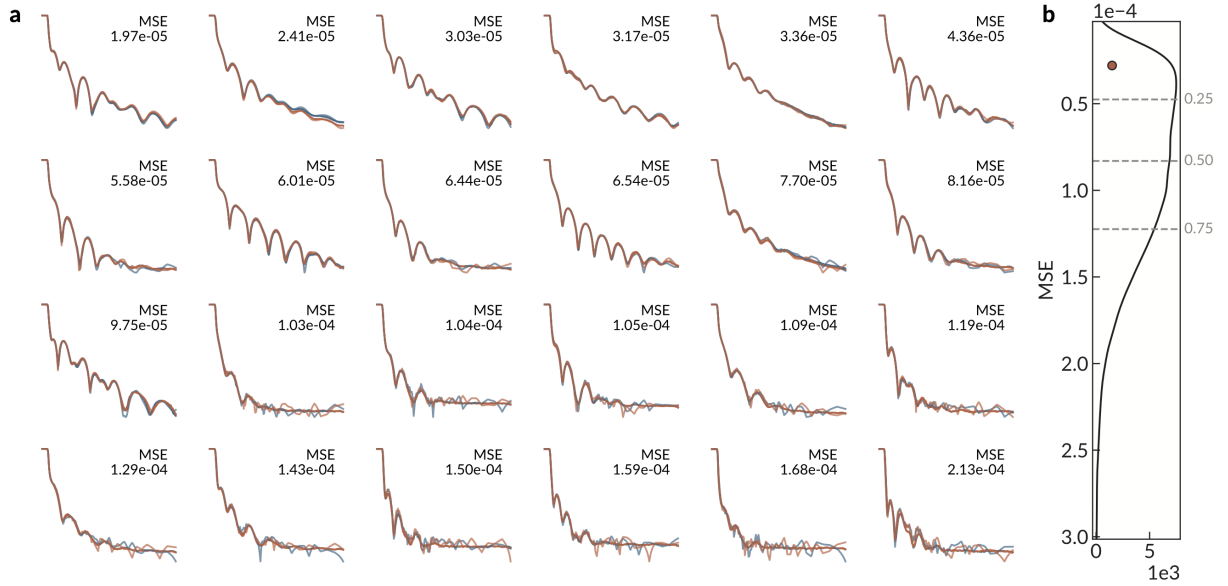 a
MSE
1.97e-05
MSE
2.41e-05
MSE
3.03e-05
MSE
3.17e-05
MSE
3.36e-05
MSE
4.36e-05
MSE
5.58e-05
MSE
6.01e-05
MSE
6.44e-05
MSE
6.54e-05
MSE
7.70e-05
MSE
8.16e-05
MSE
9.75e-05
MSE
1.03e-04
MSE
1.04e-04
MSE
1.05e-04
MSE
1.09e-04
MSE
1.19e-04
MSE
1.29e-04
MSE
1.43e-04
MSE
1.50e-04
MSE
1.59e-04
MSE
1.68e-04
MSE
2.13e-04
b
1e−4
0.5
1.0
1.5
2.0
2.5
3.0
MSE
0.25
0.50
0.75
0
5
1e3